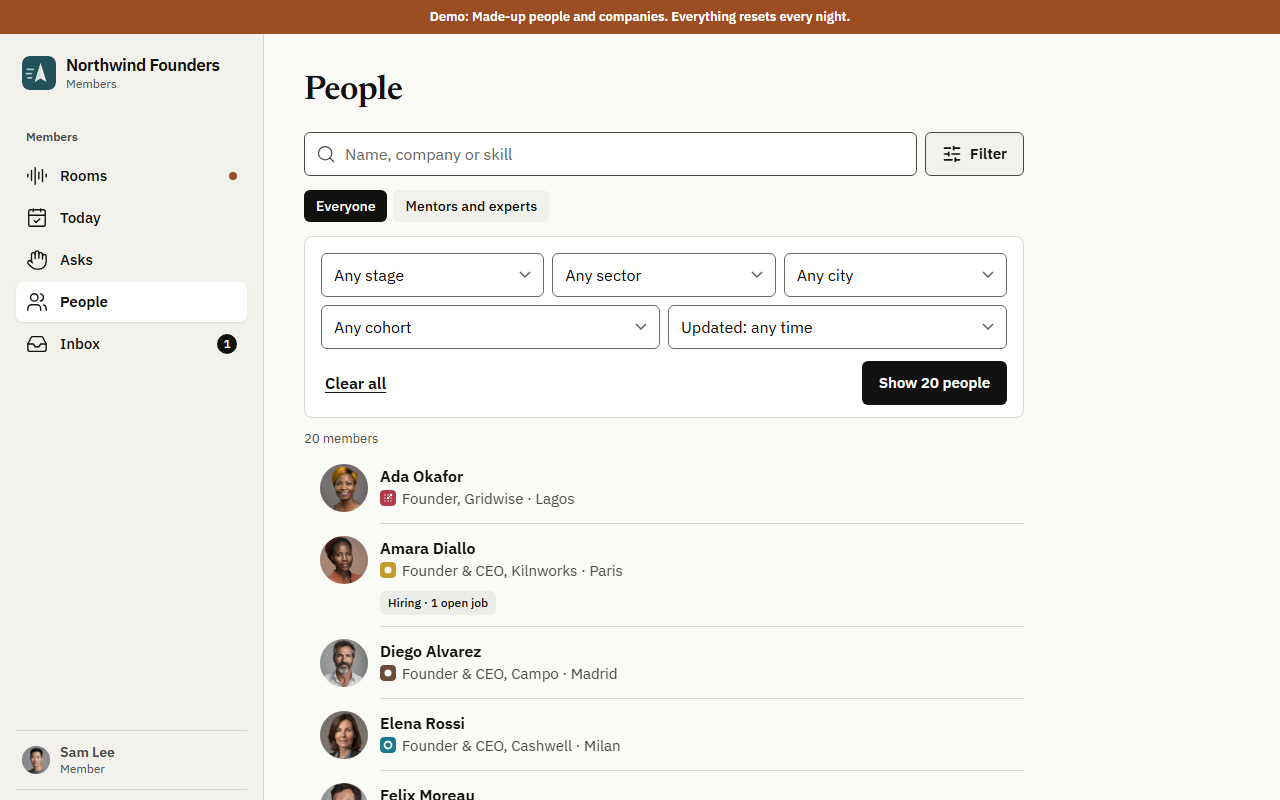 Demo: Made-up people and companies. Everything resets every night.
Northwind Founders
Members
Members
Rooms
Today
Asks
People
Inbox
1
Sam Lee
Member
People
Name, company or skill
Filter
Everyone
Mentors and experts
Any stage
Any sector
Any city
Any cohort
Updated: any time
Clear all
Show 20 people
20 members
Ada Okafor
Founder, Gridwise · Lagos
Amara Diallo
Founder & CEO, Kilnworks · Paris
Hiring · 1 open job
Diego Alvarez
Founder & CEO, Campo · Madrid
Elena Rossi
Founder & CEO, Cashwell · Milan
Felix Moreau